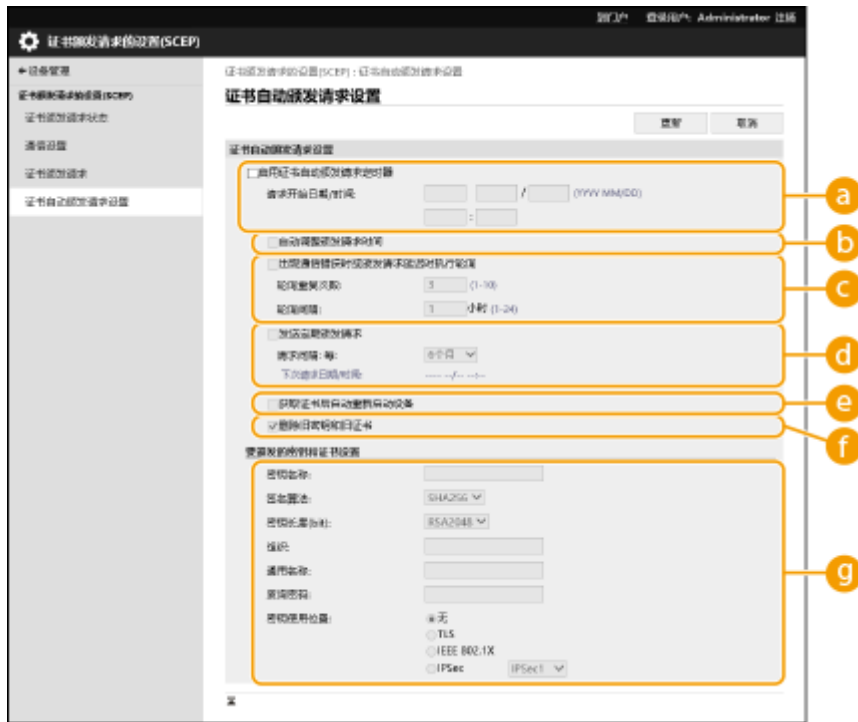 到门户 登录用户: Administrator 注销
证书颁发请求的设置(SCEP)
设备管理
证书颁发请求的设置(SCEP)
证书颁发请求状态
通信设置
证书颁发请求
证书自动颁发请求设置
证书颁发请求的设置(SCEP) : 证书自动颁发请求设置
证书自动颁发请求设置
更新 取消
证书自动颁发请求设置
启用证书自动颁发请求定时器
请求开始日期/时间: / (YYYY MM/DD)
:
自动调整颁发请求时间
出现通信错误时或颁发请求延迟时执行轮询
轮询重复次数: 3 (1-10)
轮询间隔: 1 小时 (1-24)
发送定期颁发请求
请求间隔: 每: 6个月
下次请求日期/时间: ---- --/-- --:--
获取证书后自动重新启动设备
删除旧密钥和旧证书
要颁发的密钥和证书设置
密钥名称:
签名算法: SHA256
密钥长度(bit): RSA2048
组织:
通用名称:
质询密码:
密钥使用位置: 无
TLS
IEEE 802.1X
IPSec IPSec1
a
b
c
d
e
f
g